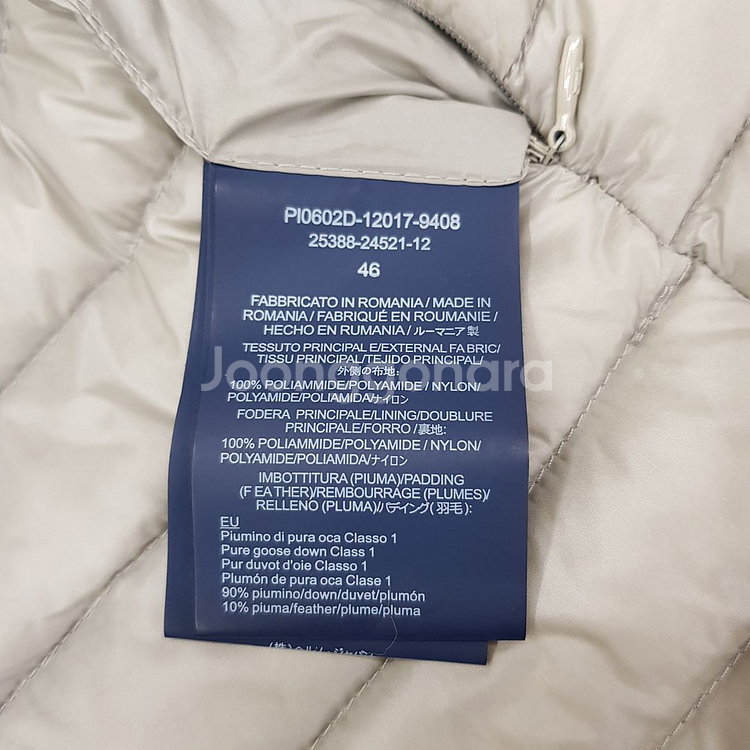 PI0602D-12017-9408
25388-24521-12
46
FABBRICATO IN ROMANIA / MADE IN
ROMANIA / FABRIQUÉ EN ROUMANIE /
HECHO EN RUMANIA / ルーマニア製
TESSUTO PRINCIPALE/EXTERNAL FABRIC/
TISSU PRINCIPAL/TEJIDO PRINCIPAL/
外側の布地:
Joongyonara
100% POLIAMMIDE/POLYAMIDE / NYLON/
POLYAMIDE/POLIAMIDA/ナイロン
FODERA PRINCIPALE/LINING/DOUBLURE
PRINCIPALE/FORRO / 裏地:
100% POLIAMMIDE/POLYAMIDE / NYLON/
POLYAMIDE/POLIAMIDA/ナイロン
IMBOTTITURA (PIUMA)/PADDING
(FEATHER)/REMBOURRAGE (PLUMES)/
RELLENO (PLUMA)/パディング(羽毛):
EU
Piumino di pura oca Classo 1
Pure goose down Class 1
Pur duvot d'oie Classo 1
Plumón de pura oca Clase 1
90% piumino/down/duvet/plumón
10% piuma/feather/plume/pluma